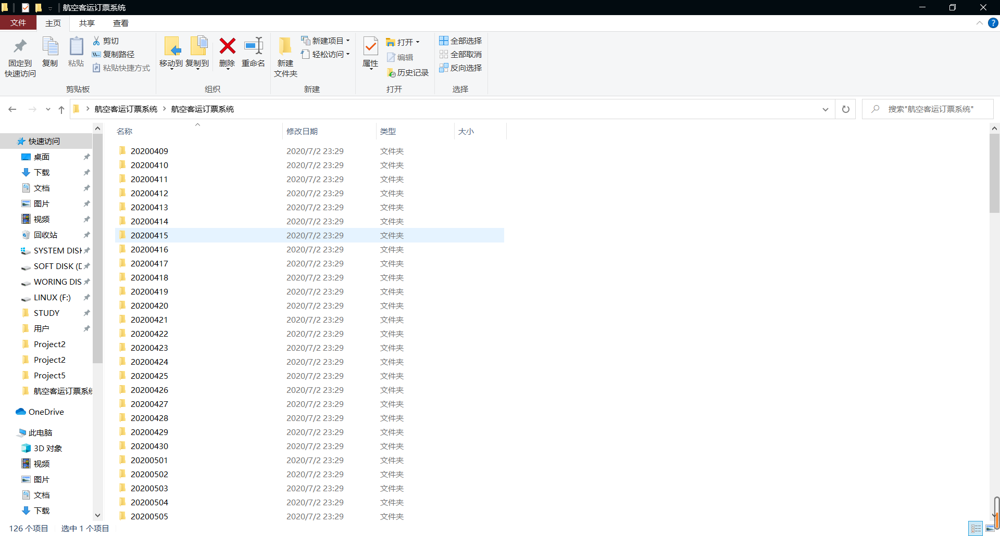 航空客运订票系统
文件 主页 共享 查看
固定到
快速访问
复制
粘贴
剪切
复制路径
粘贴快捷方式
剪贴板
移动到
复制到
删除
重命名
组织
新建
文件夹
新建项目
轻松访问
新建
属性
打开
编辑
历史记录
打开
全部选择
全部取消
反向选择
选择
航空客运订票系统 航空客运订票系统
搜索"航空客运订票系统"
快速访问
桌面
下载
文档
图片
视频
回收站
SYSTEM DISK
SOFT DISK (D
WORING DIS
LINUX (F:)
STUDY
用户
Project2
Project2
Project5
航空客运订票系统
OneDrive
此电脑
3D 对象
视频
图片
文档
下载
名称 修改日期 类型 大小
20200409 2020/7/2 23:29 文件夹
20200410 2020/7/2 23:29 文件夹
20200411 2020/7/2 23:29 文件夹
20200412 2020/7/2 23:29 文件夹
20200413 2020/7/2 23:29 文件夹
20200414 2020/7/2 23:29 文件夹
20200415 2020/7/2 23:29 文件夹
20200416 2020/7/2 23:29 文件夹
20200417 2020/7/2 23:29 文件夹
20200418 2020/7/2 23:29 文件夹
20200419 2020/7/2 23:29 文件夹
20200420 2020/7/2 23:29 文件夹
20200421 2020/7/2 23:29 文件夹
20200422 2020/7/2 23:29 文件夹
20200423 2020/7/2 23:29 文件夹
20200424 2020/7/2 23:29 文件夹
20200425 2020/7/2 23:29 文件夹
20200426 2020/7/2 23:29 文件夹
20200427 2020/7/2 23:29 文件夹
20200428 2020/7/2 23:29 文件夹
20200429 2020/7/2 23:29 文件夹
20200430 2020/7/2 23:29 文件夹
20200501 2020/7/2 23:29 文件夹
20200502 2020/7/2 23:29 文件夹
20200503 2020/7/2 23:29 文件夹
20200504 2020/7/2 23:29 文件夹
20200505 2020/7/2 23:29 文件夹
126 个项目 选中 1 个项目